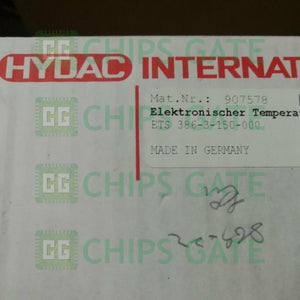 CHIPS GATE
HYDAC INTERNAT
Mat.Nr.: 907578
Elektronischer Tempera
ETS 386-3-150-000
CHIPS GATE
MADE IN GERMANY
CHIPS GATE
CHIPS GATE